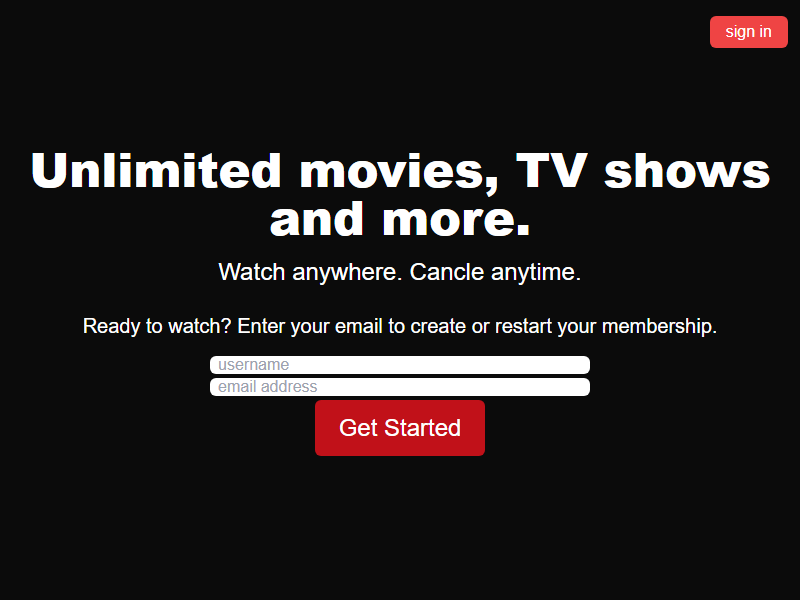 sign in
Unlimited movies, TV shows
and more.
Watch anywhere. Cancle anytime.
Ready to watch? Enter your email to create or restart your membership.
username
email address
Get Started